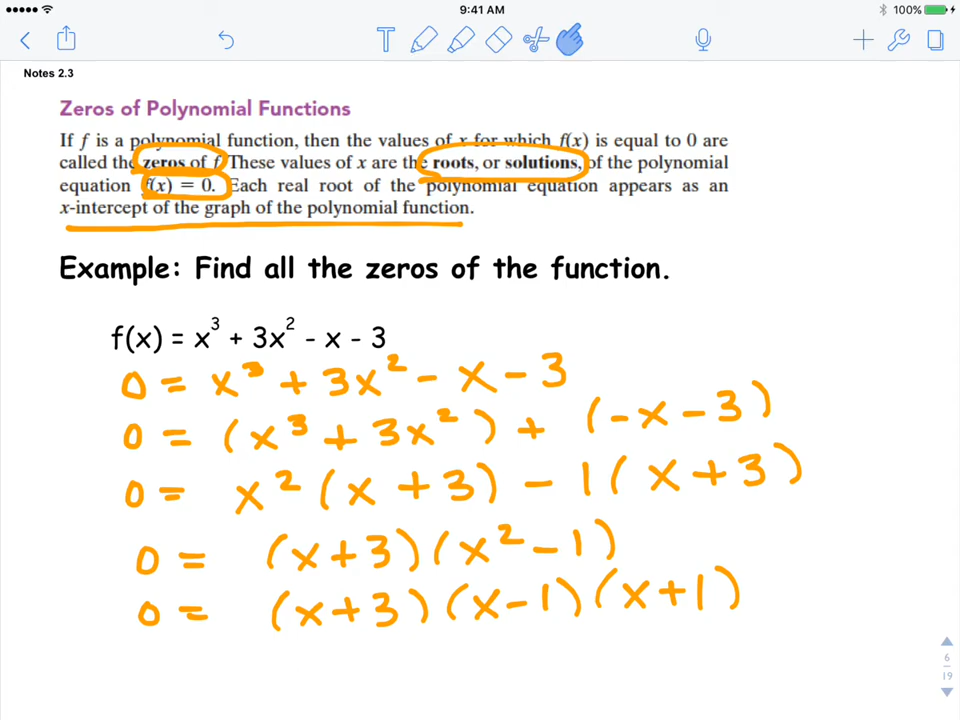 9:41 AM
100%
T
Notes 2.3
Zeros of Polynomial Functions
If f is a polynomial function, then the values of x for which f(x) is equal to 0 are
called the zeros of f. These values of x are the roots, or solutions, of the polynomial
equation f(x) = 0. Each real root of the polynomial equation appears as an
x-intercept of the graph of the polynomial function.
Example: Find all the zeros of the function.
f(x) = x³ + 3x² - x - 3
0 = x³ + 3x² - x - 3
0 = (x³ + 3x²) + (-x - 3)
0 = x²(x + 3) - 1(x + 3)
0 = (x+3)(x² - 1)
0 = (x+3)(x-1)(x+1)
6
19